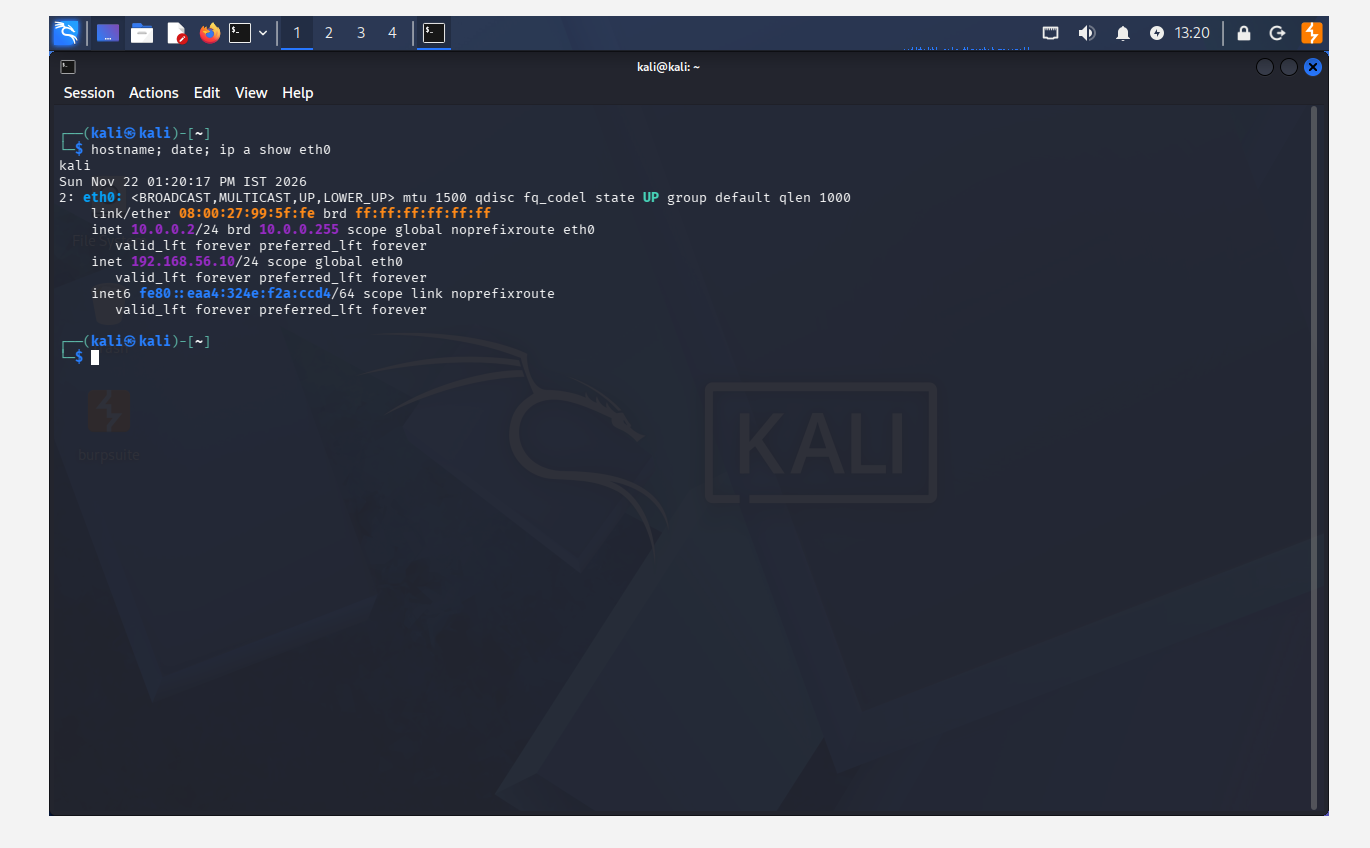 1 2 3 4 13:20
kali@kali: ~
Session Actions Edit View Help
┌──(kali㉿kali)-[~]
└─$ hostname; date; ip a show eth0
kali
Sun Nov 22 01:20:17 PM IST 2026
2: eth0: <BROADCAST,MULTICAST,UP,LOWER_UP> mtu 1500 qdisc fq_codel state UP group default qlen 1000
link/ether 08:00:27:99:5f:fe brd ff:ff:ff:ff:ff:ff
inet 10.0.0.2/24 brd 10.0.0.255 scope global noprefixroute eth0
valid_lft forever preferred_lft forever
inet 192.168.56.10/24 scope global eth0
valid_lft forever preferred_lft forever
inet6 fe80::eaa4:324e:f2a:ccd4/64 scope link noprefixroute
valid_lft forever preferred_lft forever
┌──(kali㉿kali)-[~]
└─$
KALI
burpsuite